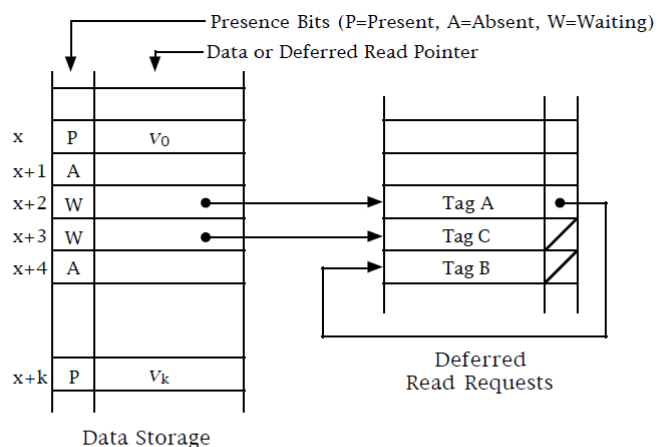 Presence Bits (P=Present, A=Absent, W=Waiting)
Data or Deferred Read Pointer
x P V0
x+1 A
x+2 W Tag A
x+3 W Tag C
x+4 A Tag B
x+k P Vk
Deferred
Read Requests
Data Storage